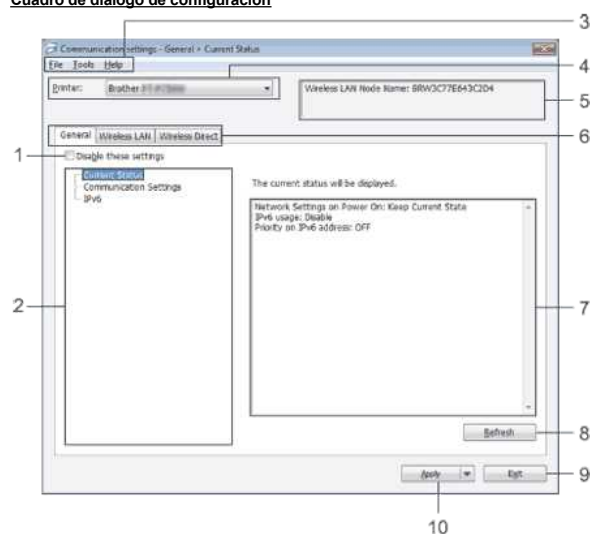 Cuadro de diálogo de configuración
3
Communication settings - General > Current Status
File Tools Help
4
Printer: Brother
Wireless LAN Node Name: BRW3C77E643C2D4
5
General Wireless LAN Wireless Direct
6
1
Disable these settings
Current Status
Communication Settings
IPv6
The current status will be displayed.
Network Settings on Power On: Keep Current State
IPv6 usage: Disable
Priority on IPv6 address: OFF
2
7
Refresh
8
Apply
Exit
9
10